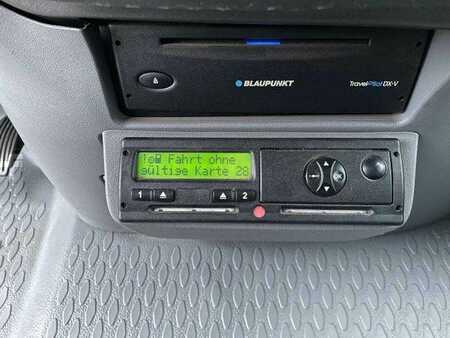 BLAUPUNKT TravelPilot DX-V
!⊙ Fahrt ohne
gültige Karte 28
1 2